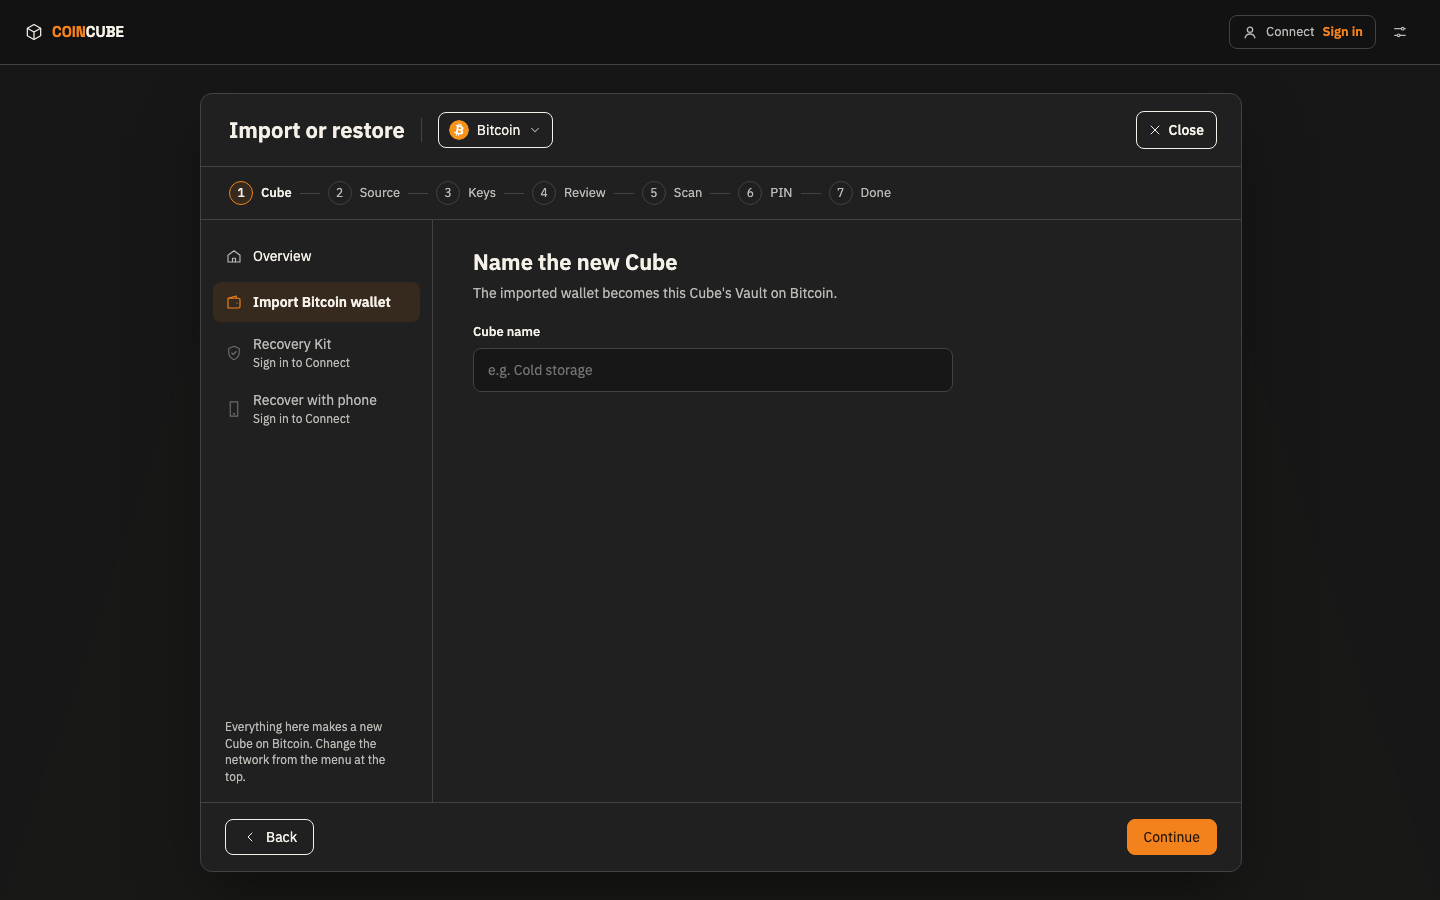 COINCUBE
Connect Sign in
Import or restore
Bitcoin
Close
1 Cube 2 Source 3 Keys 4 Review 5 Scan 6 PIN 7 Done
Overview
Import Bitcoin wallet
Recovery Kit
Sign in to Connect
Recover with phone
Sign in to Connect
Everything here makes a new
Cube on Bitcoin. Change the
network from the menu at the
top.
Name the new Cube
The imported wallet becomes this Cube's Vault on Bitcoin.
Cube name
e.g. Cold storage
Back
Continue